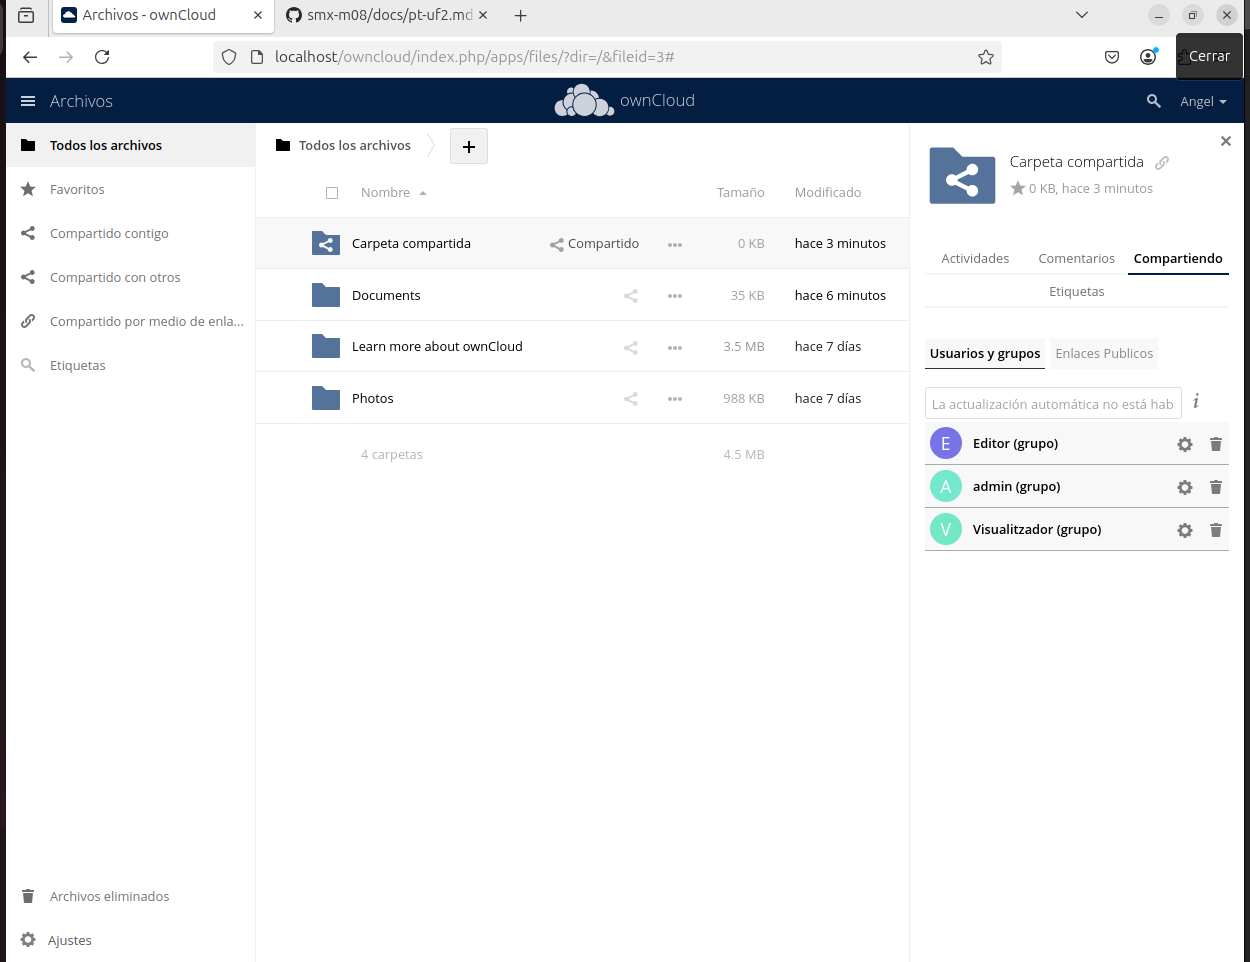 Archivos - ownCloud
smx-m08/docs/pt-uf2.md
localhost/owncloud/index.php/apps/files/?dir=/&fileid=3#
Cerrar
Archivos
ownCloud
Angel
Todos los archivos
Favoritos
Compartido contigo
Compartido con otros
Compartido por medio de enla...
Etiquetas
Archivos eliminados
Ajustes
Todos los archivos
+
Nombre Tamaño Modificado
Carpeta compartida Compartido 0 KB hace 3 minutos
Documents 35 KB hace 6 minutos
Learn more about ownCloud 3.5 MB hace 7 días
Photos 988 KB hace 7 días
4 carpetas 4.5 MB
Carpeta compartida
0 KB, hace 3 minutos
Actividades Comentarios Compartiendo
Etiquetas
Usuarios y grupos Enlaces Publicos
La actualización automática no está hab
i
E Editor (grupo)
A admin (grupo)
V Visualitzador (grupo)